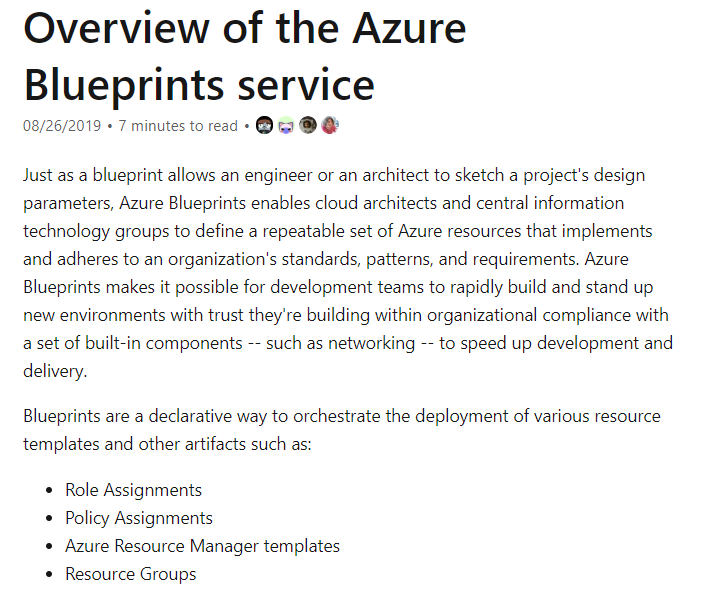 Overview of the Azure
Blueprints service
08/26/2019 • 7 minutes to read •
Just as a blueprint allows an engineer or an architect to sketch a project's design
parameters, Azure Blueprints enables cloud architects and central information
technology groups to define a repeatable set of Azure resources that implements
and adheres to an organization's standards, patterns, and requirements. Azure
Blueprints makes it possible for development teams to rapidly build and stand up
new environments with trust they're building within organizational compliance with
a set of built-in components -- such as networking -- to speed up development and
delivery.
Blueprints are a declarative way to orchestrate the deployment of various resource
templates and other artifacts such as:
• Role Assignments
• Policy Assignments
• Azure Resource Manager templates
• Resource Groups